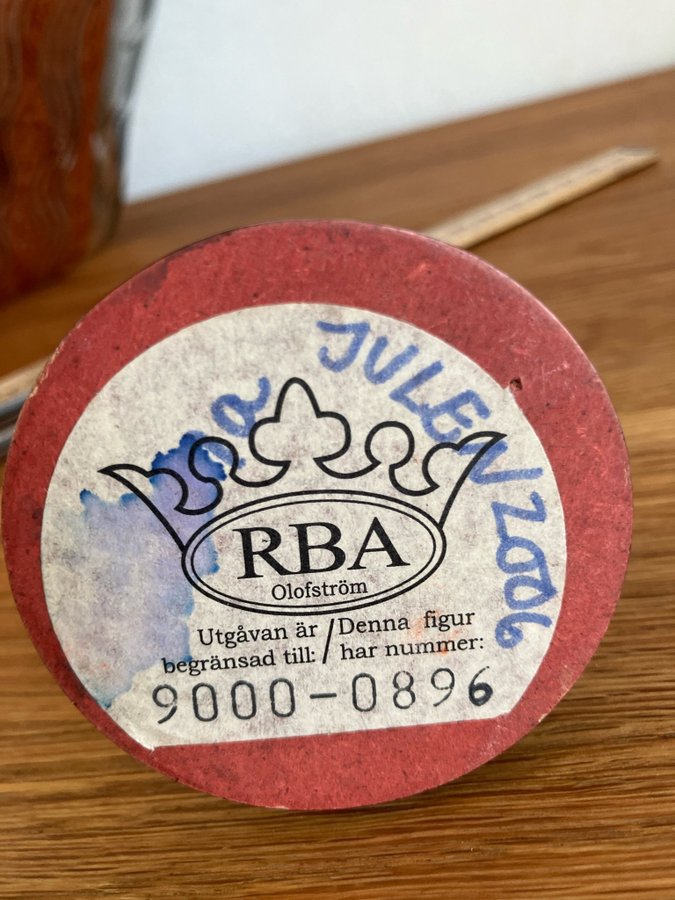 JULEN 2006
RBA
Olofström
Utgåvan är / Denna figur
begränsad till: / har nummer:
9000-0896